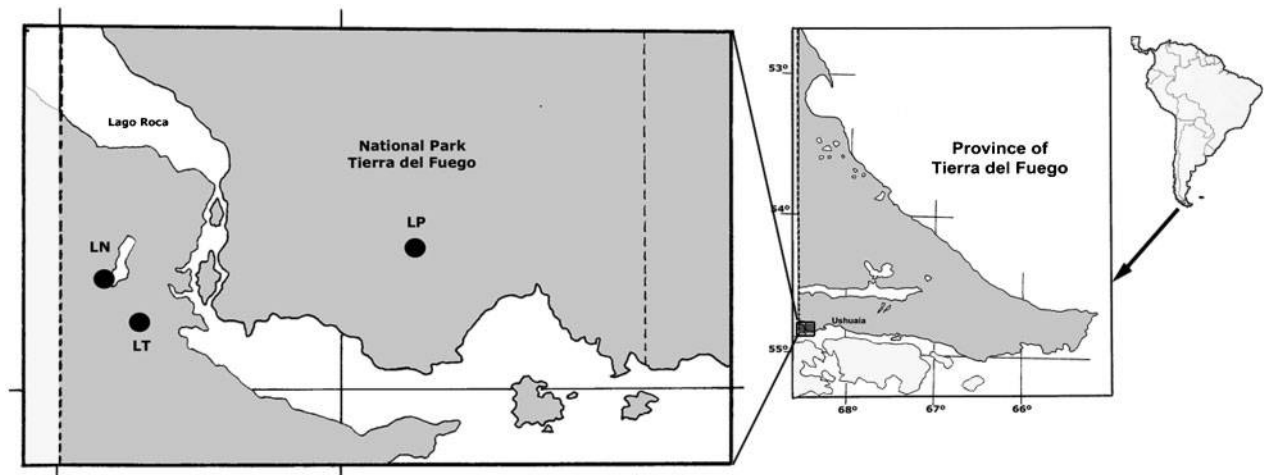 Lago Roca
National Park
Tierra del Fuego
LP
LN
LT
53º
54º
55º
Province of
Tierra del Fuego
Ushuaia
68º
67º
66º